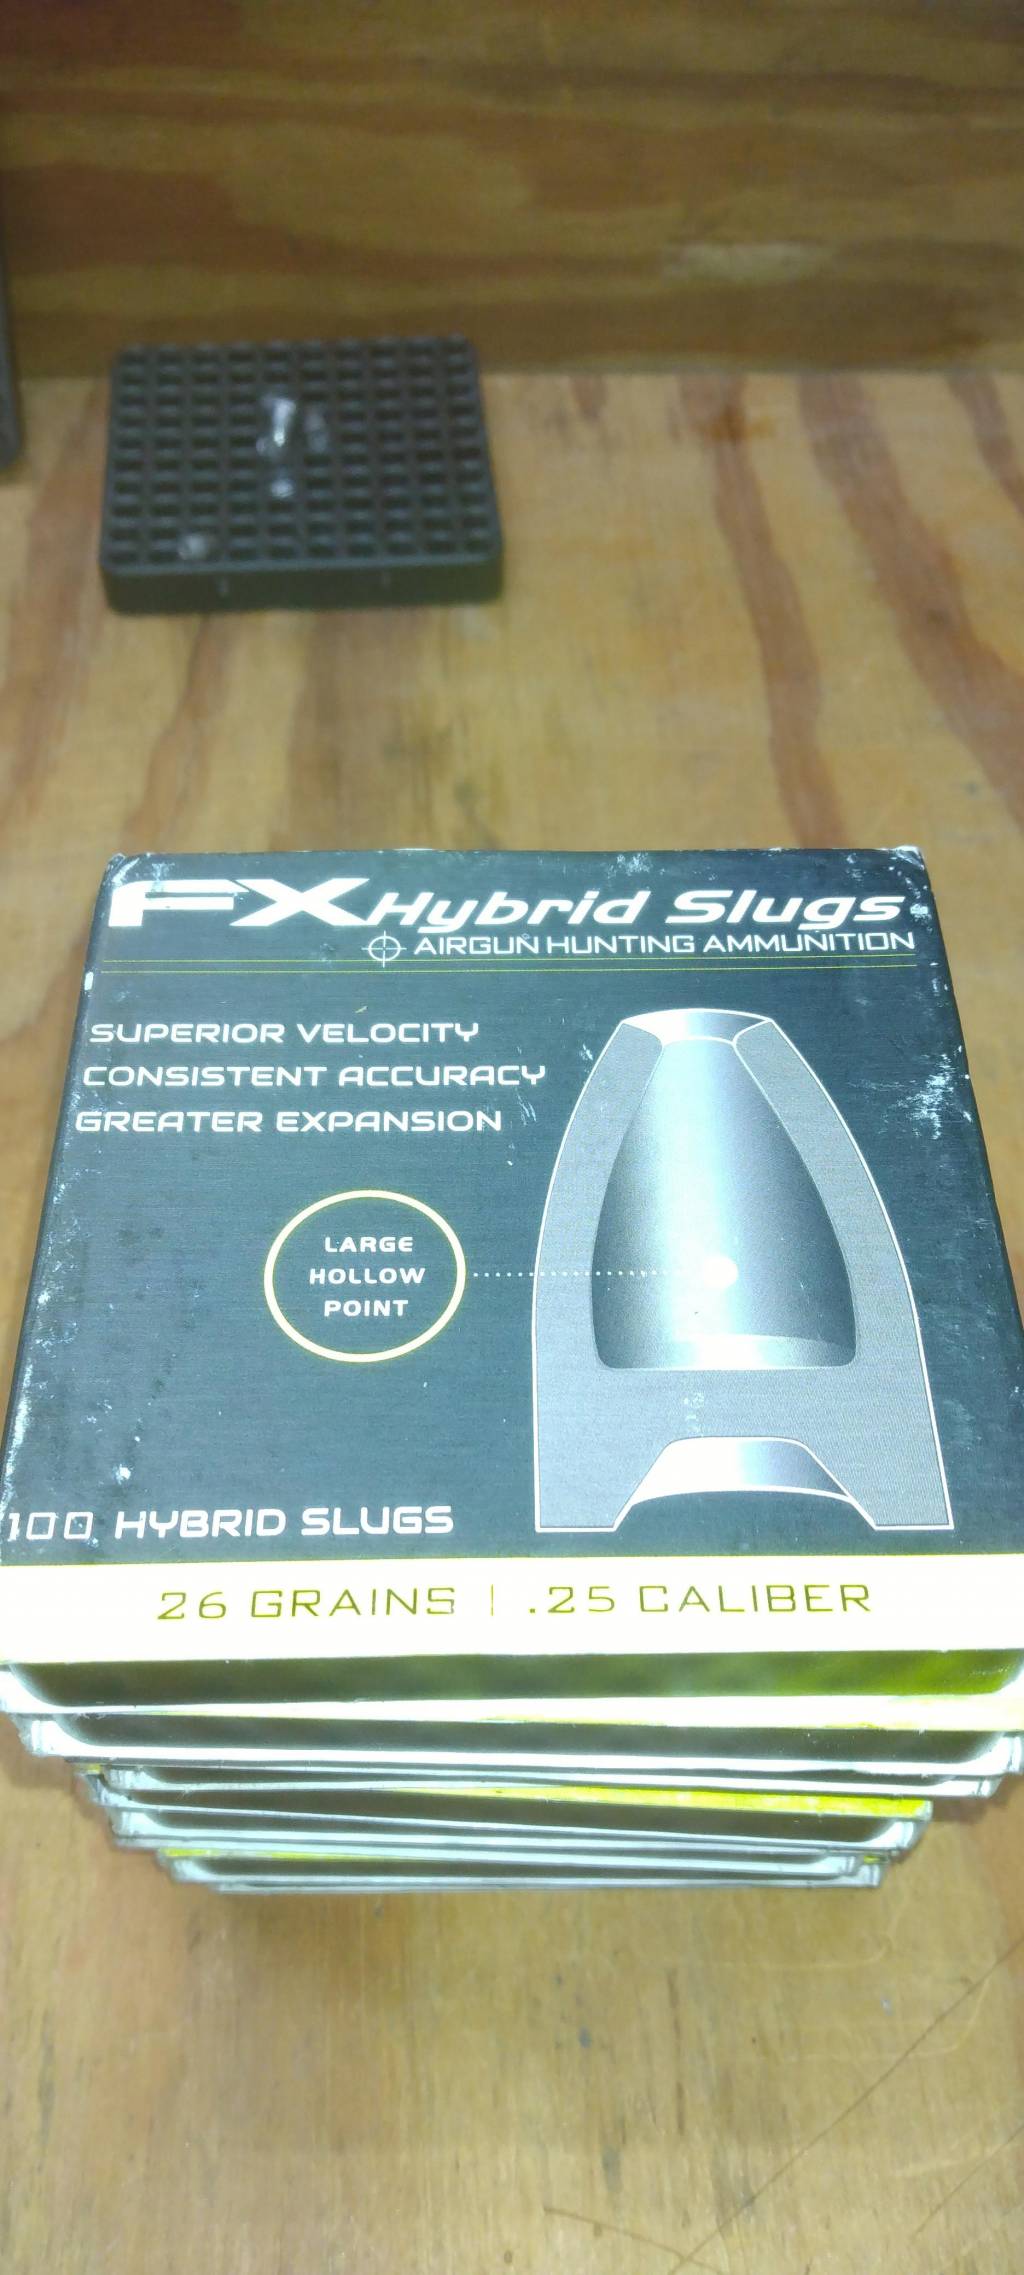 FX Hybrid Slugs
AIRGUN HUNTING AMMUNITION
SUPERIOR VELOCITY
CONSISTENT ACCURACY
GREATER EXPANSION
LARGE
HOLLOW
POINT
100 HYBRID SLUGS
26 GRAINS | .25 CALIBER